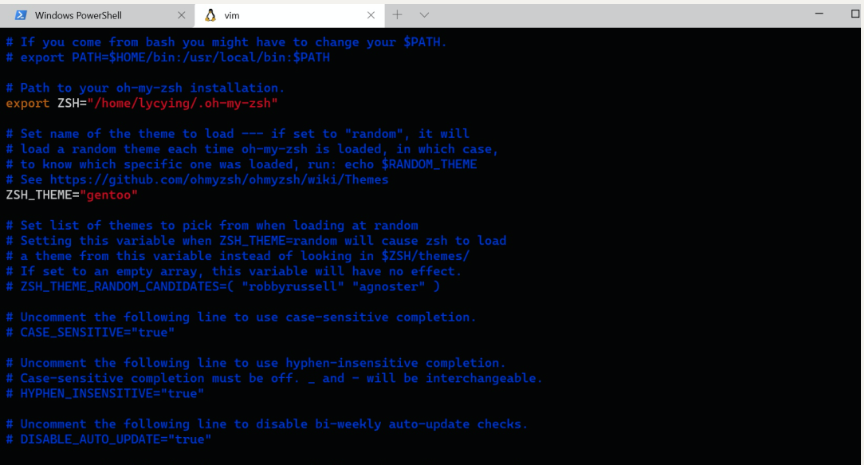 Windows PowerShell
vim
# If you come from bash you might have to change your $PATH.
# export PATH=$HOME/bin:/usr/local/bin:$PATH
# Path to your oh-my-zsh installation.
export ZSH="/home/lycying/.oh-my-zsh"
# Set name of the theme to load --- if set to "random", it will
# load a random theme each time oh-my-zsh is loaded, in which case,
# to know which specific one was loaded, run: echo $RANDOM_THEME
# See https://github.com/ohmyzsh/ohmyzsh/wiki/Themes
ZSH_THEME="gentoo"
# Set list of themes to pick from when loading at random
# Setting this variable when ZSH_THEME=random will cause zsh to load
# a theme from this variable instead of looking in $ZSH/themes/
# If set to an empty array, this variable will have no effect.
# ZSH_THEME_RANDOM_CANDIDATES=( "robbyrussell" "agnoster" )
# Uncomment the following line to use case-sensitive completion.
# CASE_SENSITIVE="true"
# Uncomment the following line to use hyphen-insensitive completion.
# Case-sensitive completion must be off. _ and - will be interchangeable.
# HYPHEN_INSENSITIVE="true"
# Uncomment the following line to disable bi-weekly auto-update checks.
# DISABLE_AUTO_UPDATE="true"